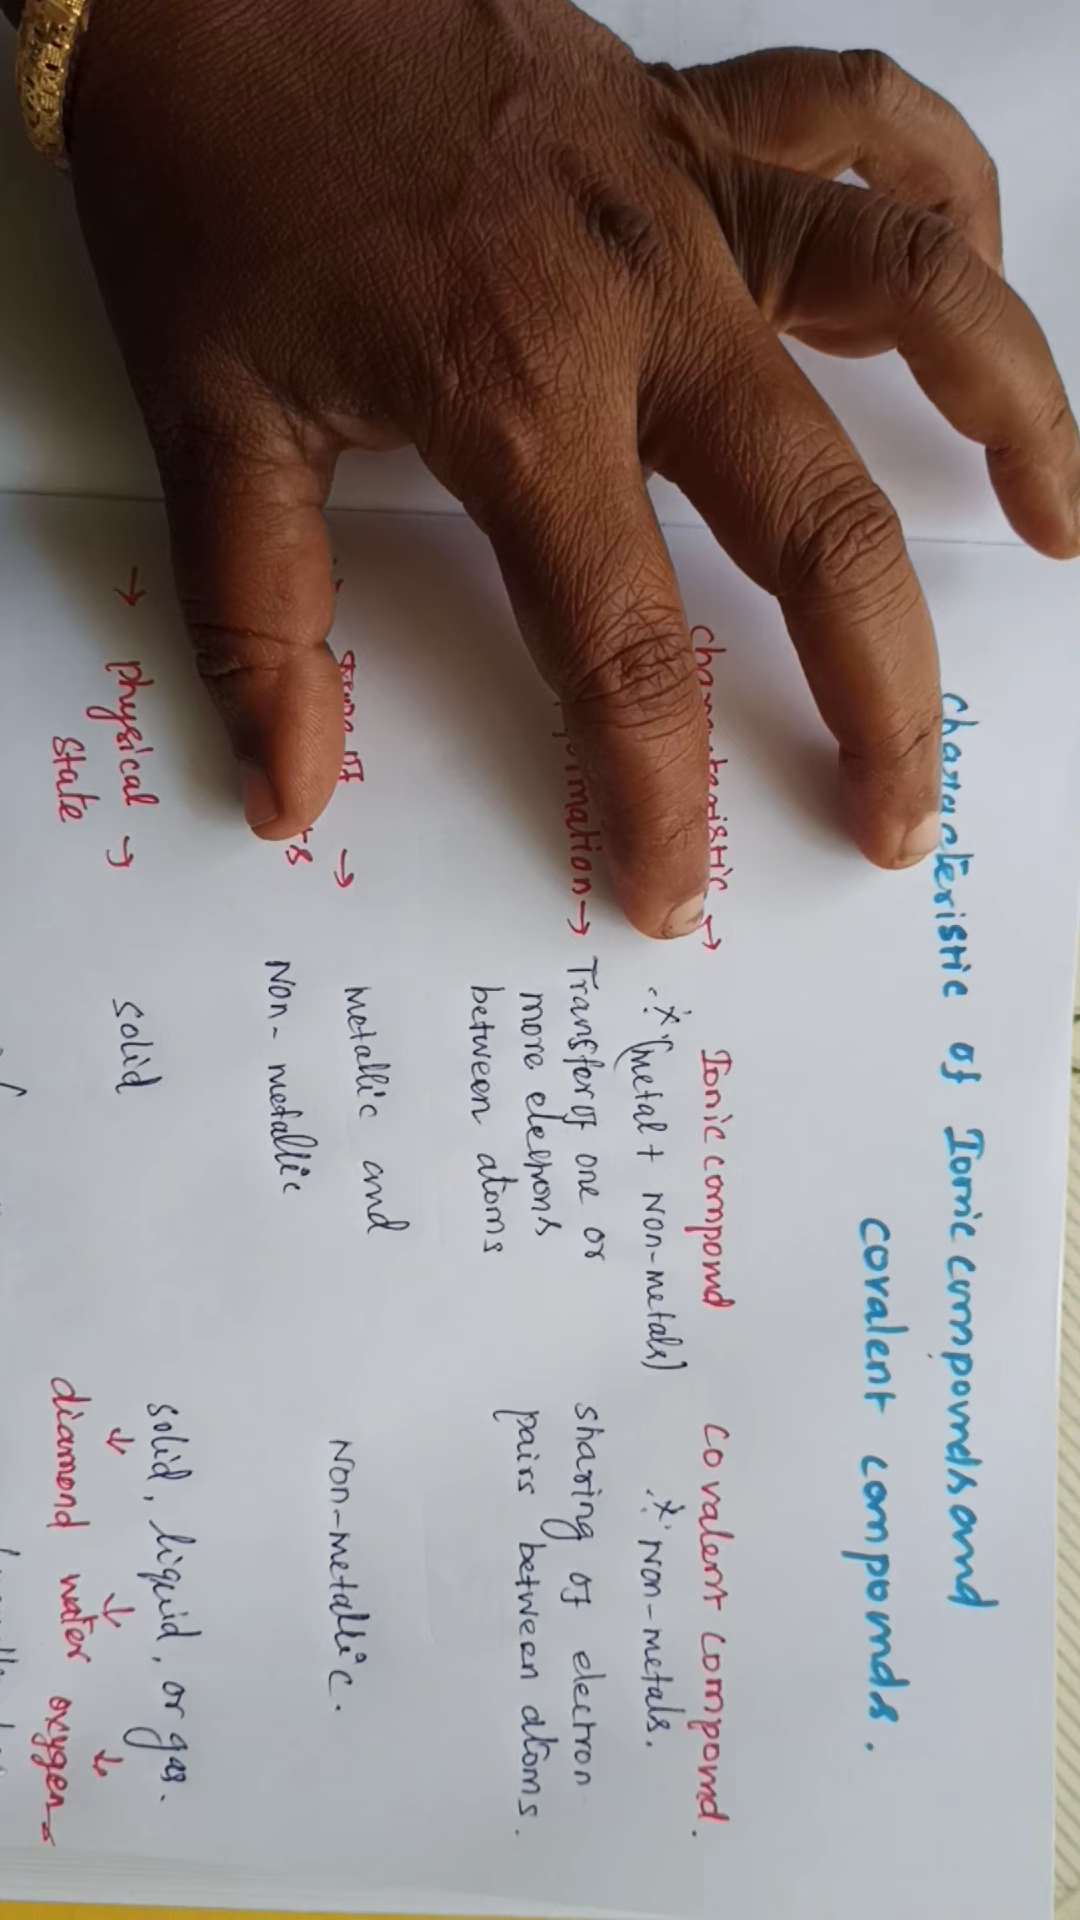 characteristic of Ionic compounds and
covalent compounds.
characteristic → Ionic compound covalent compound.
(metal + Non-metals) Non-metals.
→ Transfer of one or sharing of electron
more electrons pairs between atoms.
between atoms
of → metallic and Non-metallic.
Non-metallic
→ physical → solid solid, liquid, or gas.
state ↓ ↓ ↓
diamond water oxygen